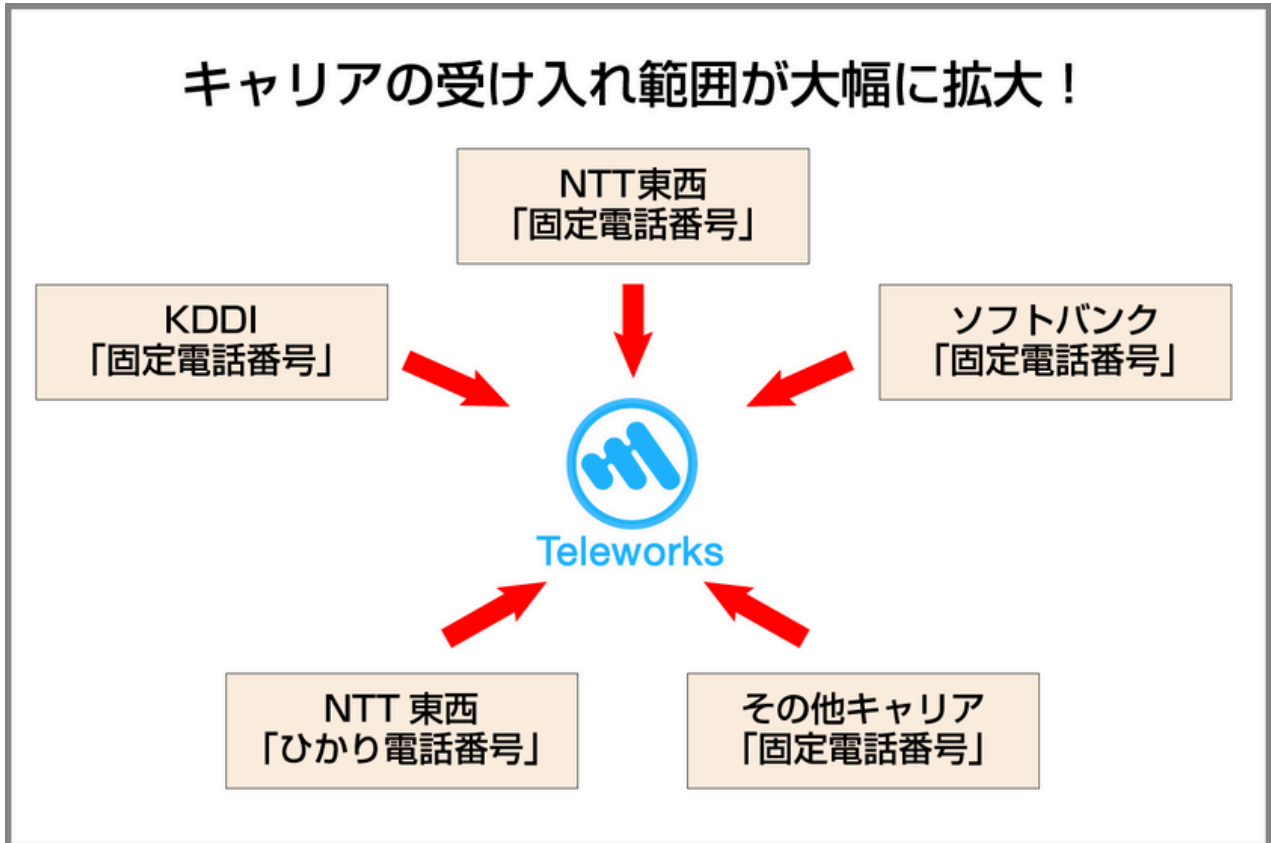 キャリアの受け入れ範囲が大幅に拡大！
NTT東西
「固定電話番号」
KDDI
「固定電話番号」
ソフトバンク
「固定電話番号」
Teleworks
NTT 東西
「ひかり電話番号」
その他キャリア
「固定電話番号」